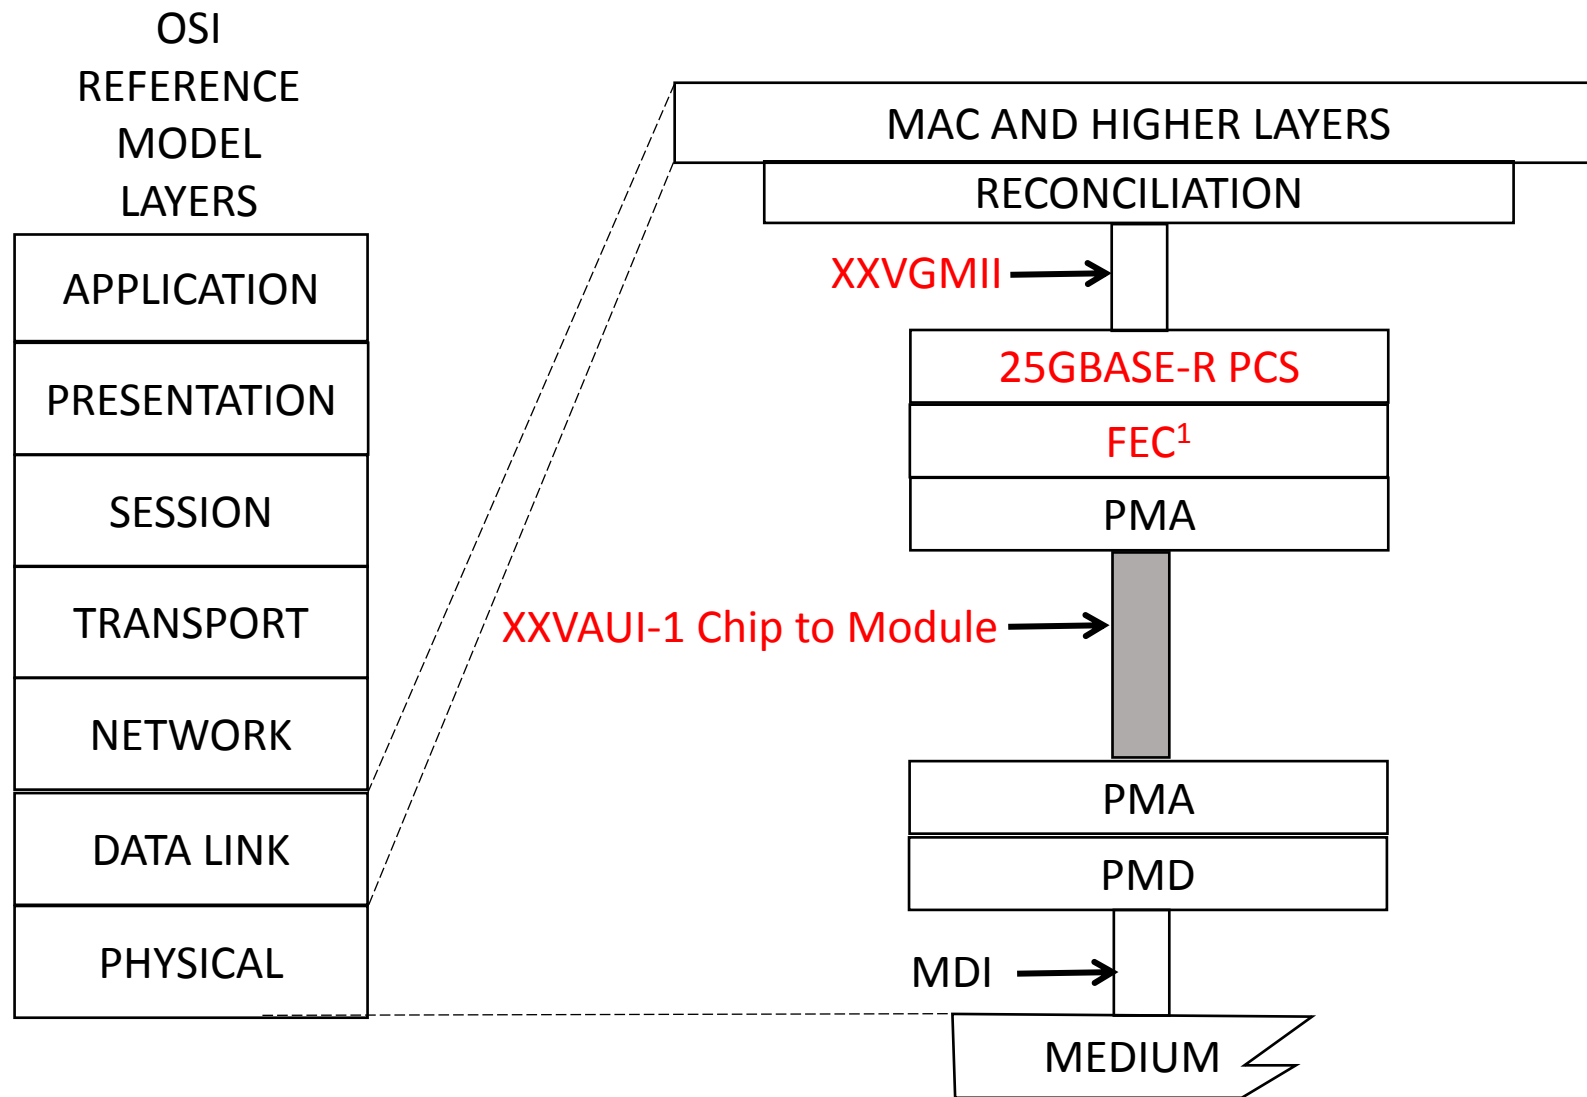 OSI
REFERENCE
MODEL
LAYERS
APPLICATION
PRESENTATION
SESSION
TRANSPORT
NETWORK
DATA LINK
PHYSICAL
MAC AND HIGHER LAYERS
RECONCILIATION
XXVGMII
25GBASE-R PCS
FEC¹
PMA
XXVAUI-1 Chip to Module
PMA
PMD
MDI
MEDIUM